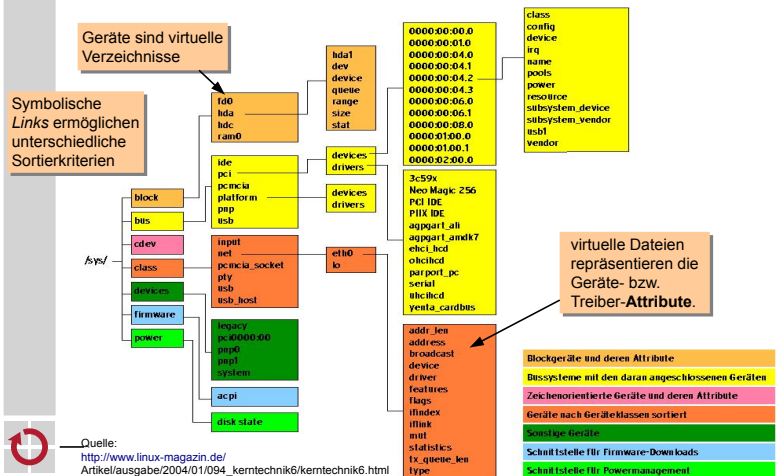 Geräte sind virtuelle
Verzeichnisse
Symbolische
Links ermöglichen
unterschiedliche
Sortierkriterien
/sys/
block
bus
cdev
class
devices
firmware
power
fd0
hda
hdc
ram0
ide
pci
pcmcia
platform
pnp
usb
input
net
pcmcia_socket
pty
usb
usb_host
legacy
pci0000:00
pnp0
pnp1
system
acpi
disk state
hda1
dev
device
queue
range
size
stat
devices
drivers
devices
drivers
eth0
lo
0000:00:00.0
0000:00:01.0
0000:00:04.0
0000:00:04.1
0000:00:04.2
0000:00:04.3
0000:00:06.0
0000:00:06.1
0000:00:08.0
0000:01:00.0
0000:01:00.1
0000:02:00.0
3c59x
Neo Magic 256
PCI IDE
PIIX IDE
agpgart_ali
agpgart_amdk7
ehci_hcd
ohcihcd
parport_pc
serial
uhcihcd
yenta_cardbus
addr_len
address
broadcast
device
driver
features
flags
ifindex
iflink
mut
statistics
tx_queue_len
type
class
config
device
irq
name
pools
power
resource
subsystem_device
subsystem_vendor
usb1
vendor
virtuelle Dateien
repräsentieren die
Geräte- bzw.
Treiber-Attribute.
Blockgeräte und deren Attribute
Bussysteme mit den daran angeschlossenen Geräten
Zeichenorientierte Geräte und deren Attribute
Geräte nach Geräteklassen sortiert
Sonstige Geräte
Schnittstelle für Firmware-Downloads
Schnittstelle für Powermanagement
Quelle:
http://www.linux-magazin.de/
Artikel/ausgabe/2004/01/094_kerntechnik6/kerntechnik6.html